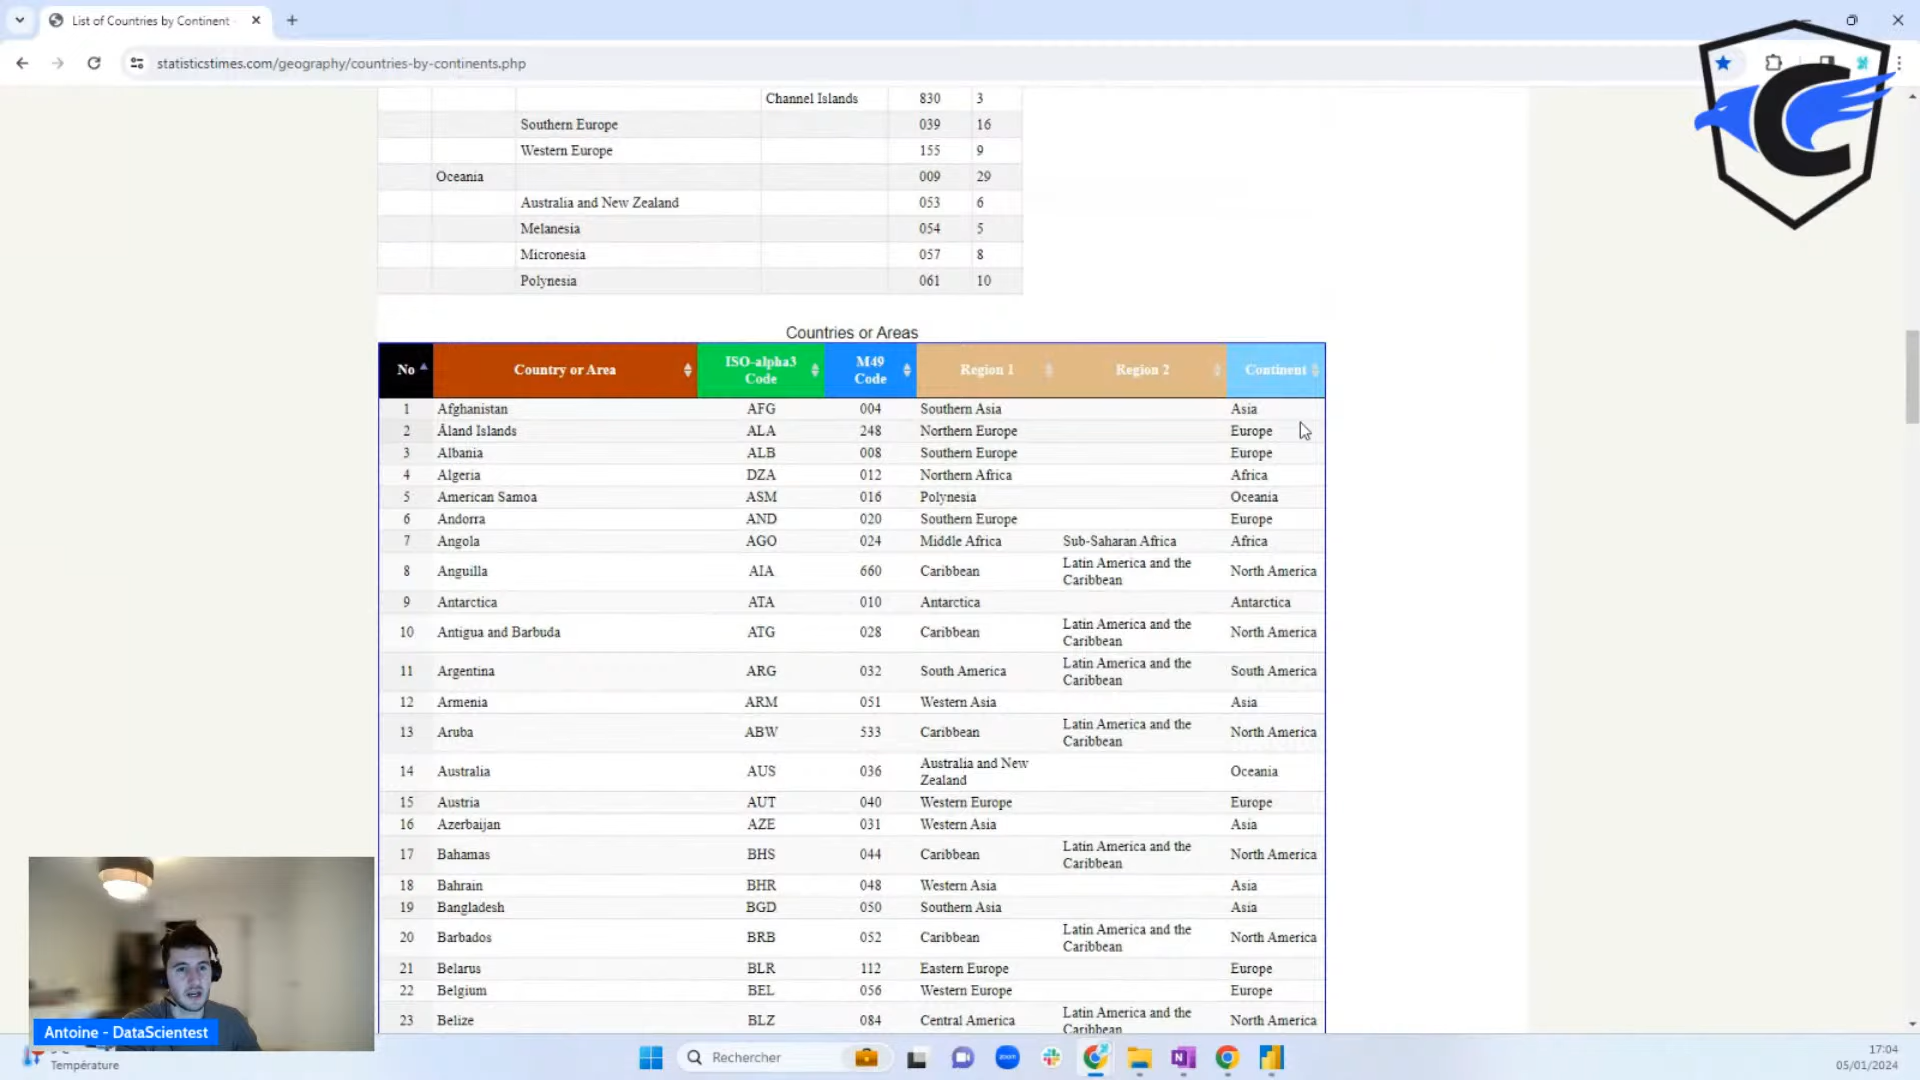 List of Countries by Continent -
statisticstimes.com/geography/countries-by-continents.php
C
Channel Islands 830 3
Southern Europe 039 16
Western Europe 155 9
Oceania 009 29
Australia and New Zealand 053 6
Melanesia 054 5
Micronesia 057 8
Polynesia 061 10
Countries or Areas
No Country or Area ISO-alpha3 Code M49 Code Region 1 Region 2 Continent
1 Afghanistan AFG 004 Southern Asia Asia
2 Åland Islands ALA 248 Northern Europe Europe
3 Albania ALB 008 Southern Europe Europe
4 Algeria DZA 012 Northern Africa Africa
5 American Samoa ASM 016 Polynesia Oceania
6 Andorra AND 020 Southern Europe Europe
7 Angola AGO 024 Middle Africa Sub-Saharan Africa Africa
8 Anguilla AIA 660 Caribbean Latin America and the Caribbean North America
9 Antarctica ATA 010 Antarctica Antarctica
10 Antigua and Barbuda ATG 028 Caribbean Latin America and the Caribbean North America
11 Argentina ARG 032 South America Latin America and the Caribbean South America
12 Armenia ARM 051 Western Asia Asia
13 Aruba ABW 533 Caribbean Latin America and the Caribbean North America
14 Australia AUS 036 Australia and New Zealand Oceania
15 Austria AUT 040 Western Europe Europe
16 Azerbaijan AZE 031 Western Asia Asia
17 Bahamas BHS 044 Caribbean Latin America and the Caribbean North America
18 Bahrain BHR 048 Western Asia Asia
19 Bangladesh BGD 050 Southern Asia Asia
20 Barbados BRB 052 Caribbean Latin America and the Caribbean North America
21 Belarus BLR 112 Eastern Europe Europe
22 Belgium BEL 056 Western Europe Europe
23 Belize BLZ 084 Central America Latin America and the Caribbean North America
Antoine - DataScientest
Température
Rechercher
zoom
17:04
05/01/2024